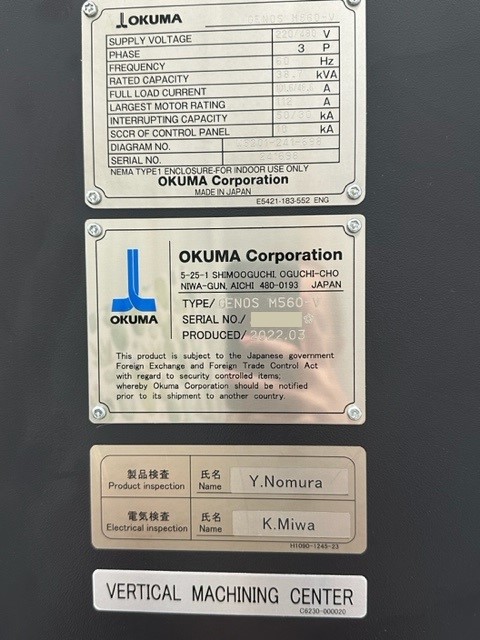 OKUMA GENOS M560-V
SUPPLY VOLTAGE 220/480 V
PHASE 3 P
FREQUENCY 60 Hz
RATED CAPACITY kVA
FULL LOAD CURRENT A
LARGEST MOTOR RATING A
INTERRUPTING CAPACITY kA
SCCR OF CONTROL PANEL kA
DIAGRAM NO.
SERIAL NO.
NEMA TYPE1 ENCLOSURE-FOR INDOOR USE ONLY
OKUMA Corporation
MADE IN JAPAN
E5421-183-552 ENG
OKUMA
OKUMA Corporation
5-25-1 SHIMOOGUCHI, OGUCHI-CHO
NIWA-GUN, AICHI 480-0193 JAPAN
TYPE/ GENOS M560-V
SERIAL NO./
PRODUCED/ 2022.03
This product is subject to the Japanese government
Foreign Exchange and Foreign Trade Control Act
with regard to security controlled items;
whereby Okuma Corporation should be notified
prior to its shipment to another country.
製品検査 氏名 Y.Nomura
Product inspection Name
電気検査 氏名 K.Miwa
Electrical inspection Name
H1090-1245-23
VERTICAL MACHINING CENTER
C6230-000020